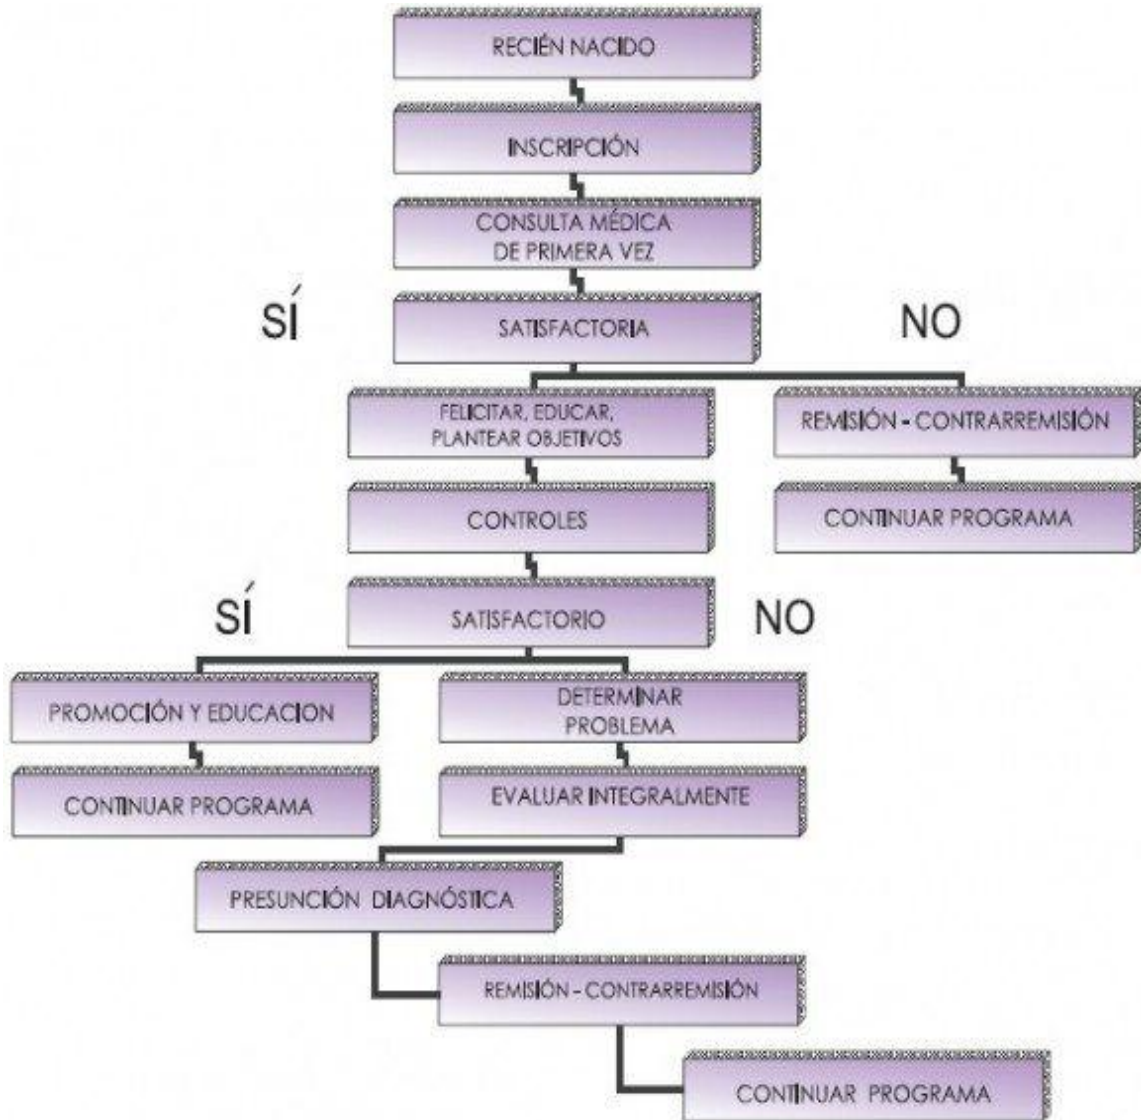 RECIÉN NACIDO
INSCRIPCIÓN
CONSULTA MÉDICA
DE PRIMERA VEZ
SÍ
SATISFACTORIA
NO
FELICITAR, EDUCAR,
PLANTEAR OBJETIVOS
REMISIÓN - CONTRARREMISIÓN
CONTROLES
CONTINUAR PROGRAMA
SÍ
SATISFACTORIO
NO
PROMOCIÓN Y EDUCACION
DETERMINAR
PROBLEMA
CONTINUAR PROGRAMA
EVALUAR INTEGRALMENTE
PRESUNCIÓN DIAGNÓSTICA
REMISIÓN - CONTRARREMISIÓN
CONTINUAR PROGRAMA